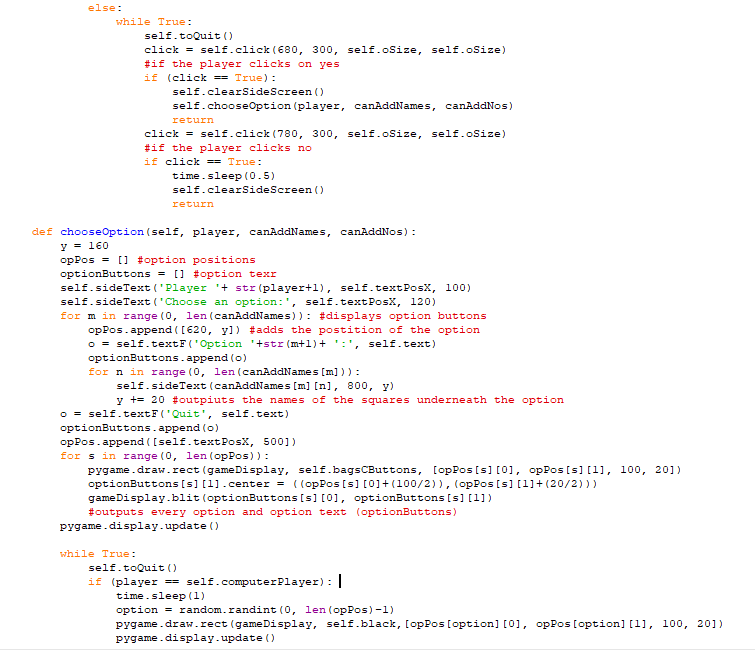 else:
while True:
self.toQuit()
click = self.click(680, 300, self.oSize, self.oSize)
#if the player clicks on yes
if (click == True):
self.clearSideScreen()
self.chooseOption(player, canAddNames, canAddNos)
return
click = self.click(780, 300, self.oSize, self.oSize)
#if the player clicks no
if click == True:
time.sleep(0.5)
self.clearSideScreen()
return
def chooseOption(self, player, canAddNames, canAddNos):
y = 160
opPos = [] #option positions
optionButtons = [] #option texr
self.sideText('Player '+ str(player+1), self.textPosX, 100)
self.sideText('Choose an option:', self.textPosX, 120)
for m in range(0, len(canAddNames)): #displays option buttons
opPos.append([620, y]) #adds the postition of the option
o = self.textF('Option '+str(m+1)+ ':', self.text)
optionButtons.append(o)
for n in range(0, len(canAddNames[m])):
self.sideText(canAddNames[m][n], 800, y)
y += 20 #outpiuts the names of the squares underneath the option
o = self.textF('Quit', self.text)
optionButtons.append(o)
opPos.append([self.textPosX, 500])
for s in range(0, len(opPos)):
pygame.draw.rect(gameDisplay, self.bagsCButtons, [opPos[s][0], opPos[s][1], 100, 20])
optionButtons[s][1].center = ((opPos[s][0]+(100/2)),(opPos[s][1]+(20/2)))
gameDisplay.blit(optionButtons[s][0], optionButtons[s][1])
#outputs every option and option text (optionButtons)
pygame.display.update()
while True:
self.toQuit()
if (player == self.computerPlayer):
time.sleep(1)
option = random.randint(0, len(opPos)-1)
pygame.draw.rect(gameDisplay, self.black,[opPos[option][0], opPos[option][1], 100, 20])
pygame.display.update()